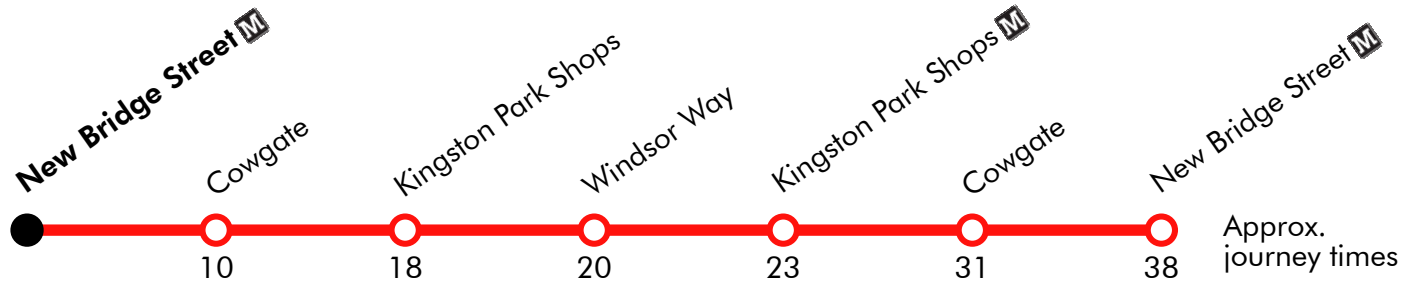 New Bridge Street M
Cowgate
Kingston Park Shops
Windsor Way
Kingston Park Shops M
Cowgate
New Bridge Street M
10
18
20
23
31
38
Approx.
journey times